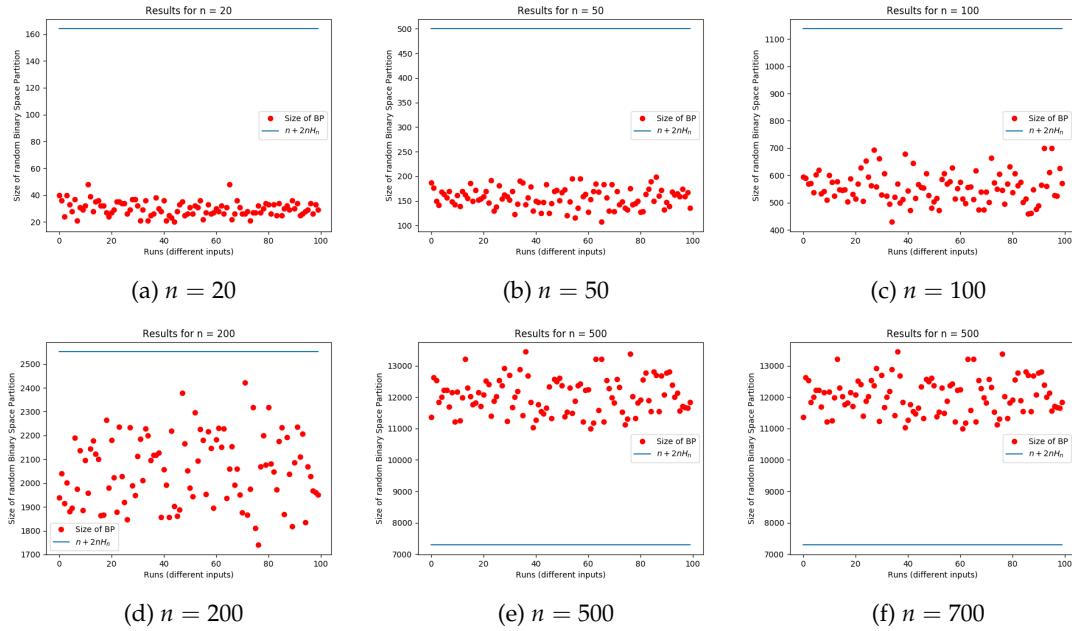 Results for n = 20
Size of random Binary Space Partition
160
140
120
100
80
60
40
20
Size of BP
n + 2nHₙ
0 20 40 60 80 100
Runs (different inputs)
(a) n = 20
Results for n = 50
Size of random Binary Space Partition
500
450
400
350
300
250
200
150
100
Size of BP
n + 2nHₙ
0 20 40 60 80 100
Runs (different inputs)
(b) n = 50
Results for n = 100
Size of random Binary Space Partition
1100
1000
900
800
700
600
500
400
Size of BP
n + 2nHₙ
0 20 40 60 80 100
Runs (different inputs)
(c) n = 100
Results for n = 200
Size of random Binary Space Partition
2500
2400
2300
2200
2100
2000
1900
1800
1700
Size of BP
n + 2nHₙ
0 20 40 60 80 100
Runs (different inputs)
(d) n = 200
Results for n = 500
Size of random Binary Space Partition
13000
12000
11000
10000
9000
8000
7000
Size of BP
n + 2nHₙ
0 20 40 60 80 100
Runs (different inputs)
(e) n = 500
Results for n = 500
Size of random Binary Space Partition
13000
12000
11000
10000
9000
8000
7000
Size of BP
n + 2nHₙ
0 20 40 60 80 100
Runs (different inputs)
(f) n = 700